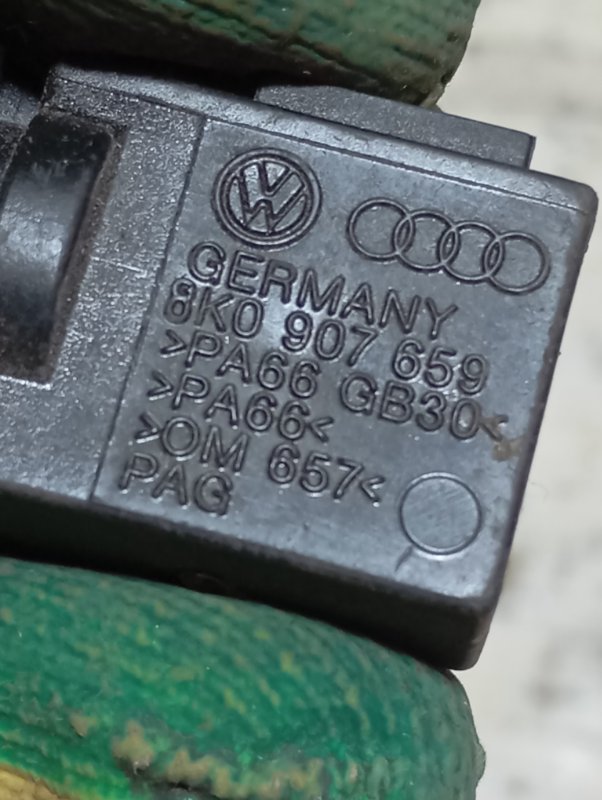 GERMANY
8K0 907 659
>PA66 GB30<
>PA66<
>OM 657<
PAG